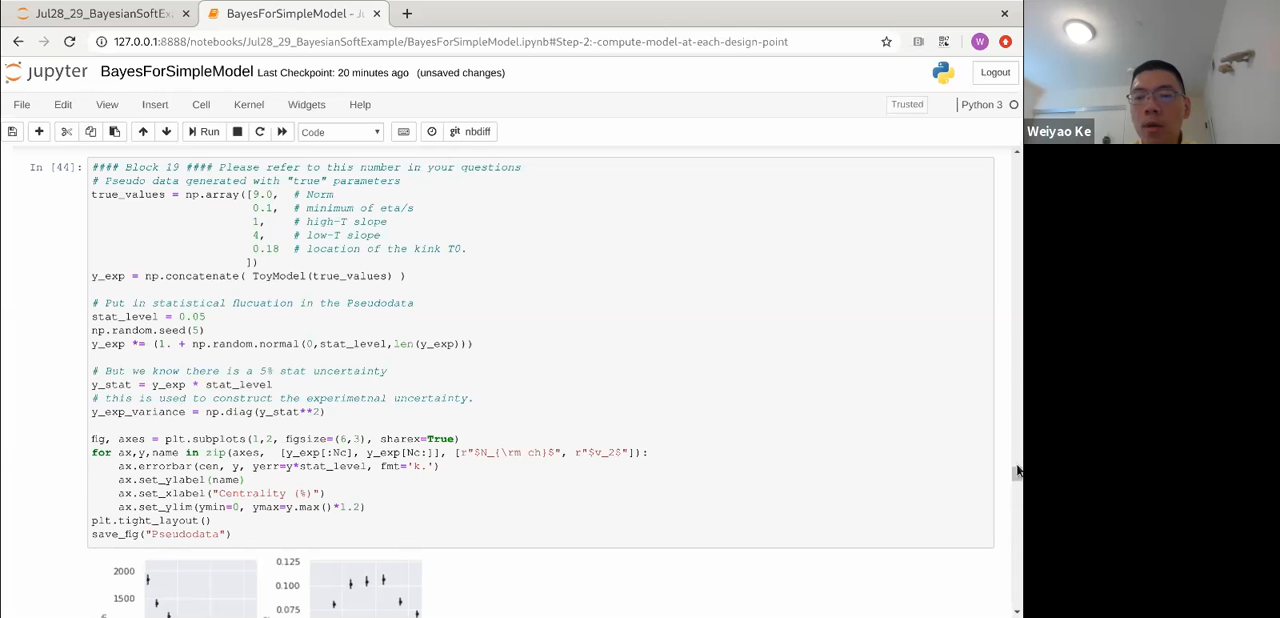 Jul28_29_BayesianSoftEx
BayesForSimpleModel - J
127.0.0.1:8888/notebooks/Jul28_29_BayesianSoftExample/BayesForSimpleModel.ipynb#Step-2:-compute-model-at-each-design-point
W
jupyter BayesForSimpleModel Last Checkpoint: 20 minutes ago (unsaved changes)
Logout
File Edit View Insert Cell Kernel Widgets Help
Trusted
Python 3
Run
Code
nbdiff
git
Weiyao Ke
In [44]:
#### Block 19 #### Please refer to this number in your questions
# Pseudo data generated with "true" parameters
true_values = np.array([9.0, # Norm
0.1, # minimum of eta/s
1, # high-T slope
4, # low-T slope
0.18 # location of the kink T0.
])
y_exp = np.concatenate( ToyModel(true_values) )
# Put in statistical flucuation in the Pseudodata
stat_level = 0.05
np.random.seed(5)
y_exp *= (1. + np.random.normal(0,stat_level,len(y_exp)))
# But we know there is a 5% stat uncertainty
y_stat = y_exp * stat_level
# this is used to construct the experimetnal uncertainty.
y_exp_variance = np.diag(y_stat**2)
fig, axes = plt.subplots(1,2, figsize=(6,3), sharex=True)
for ax,y,name in zip(axes, [y_exp[:Nc], y_exp[Nc:]], [r"$N_{\rm ch}$", r"$v_2$"]):
ax.errorbar(cen, y, yerr=y*stat_level, fmt='k.')
ax.set_ylabel(name)
ax.set_xlabel("Centrality (%)")
ax.set_ylim(ymin=0, ymax=y.max()*1.2)
plt.tight_layout()
save_fig("Pseudodata")
2000
1500
0.125
0.100
0.075